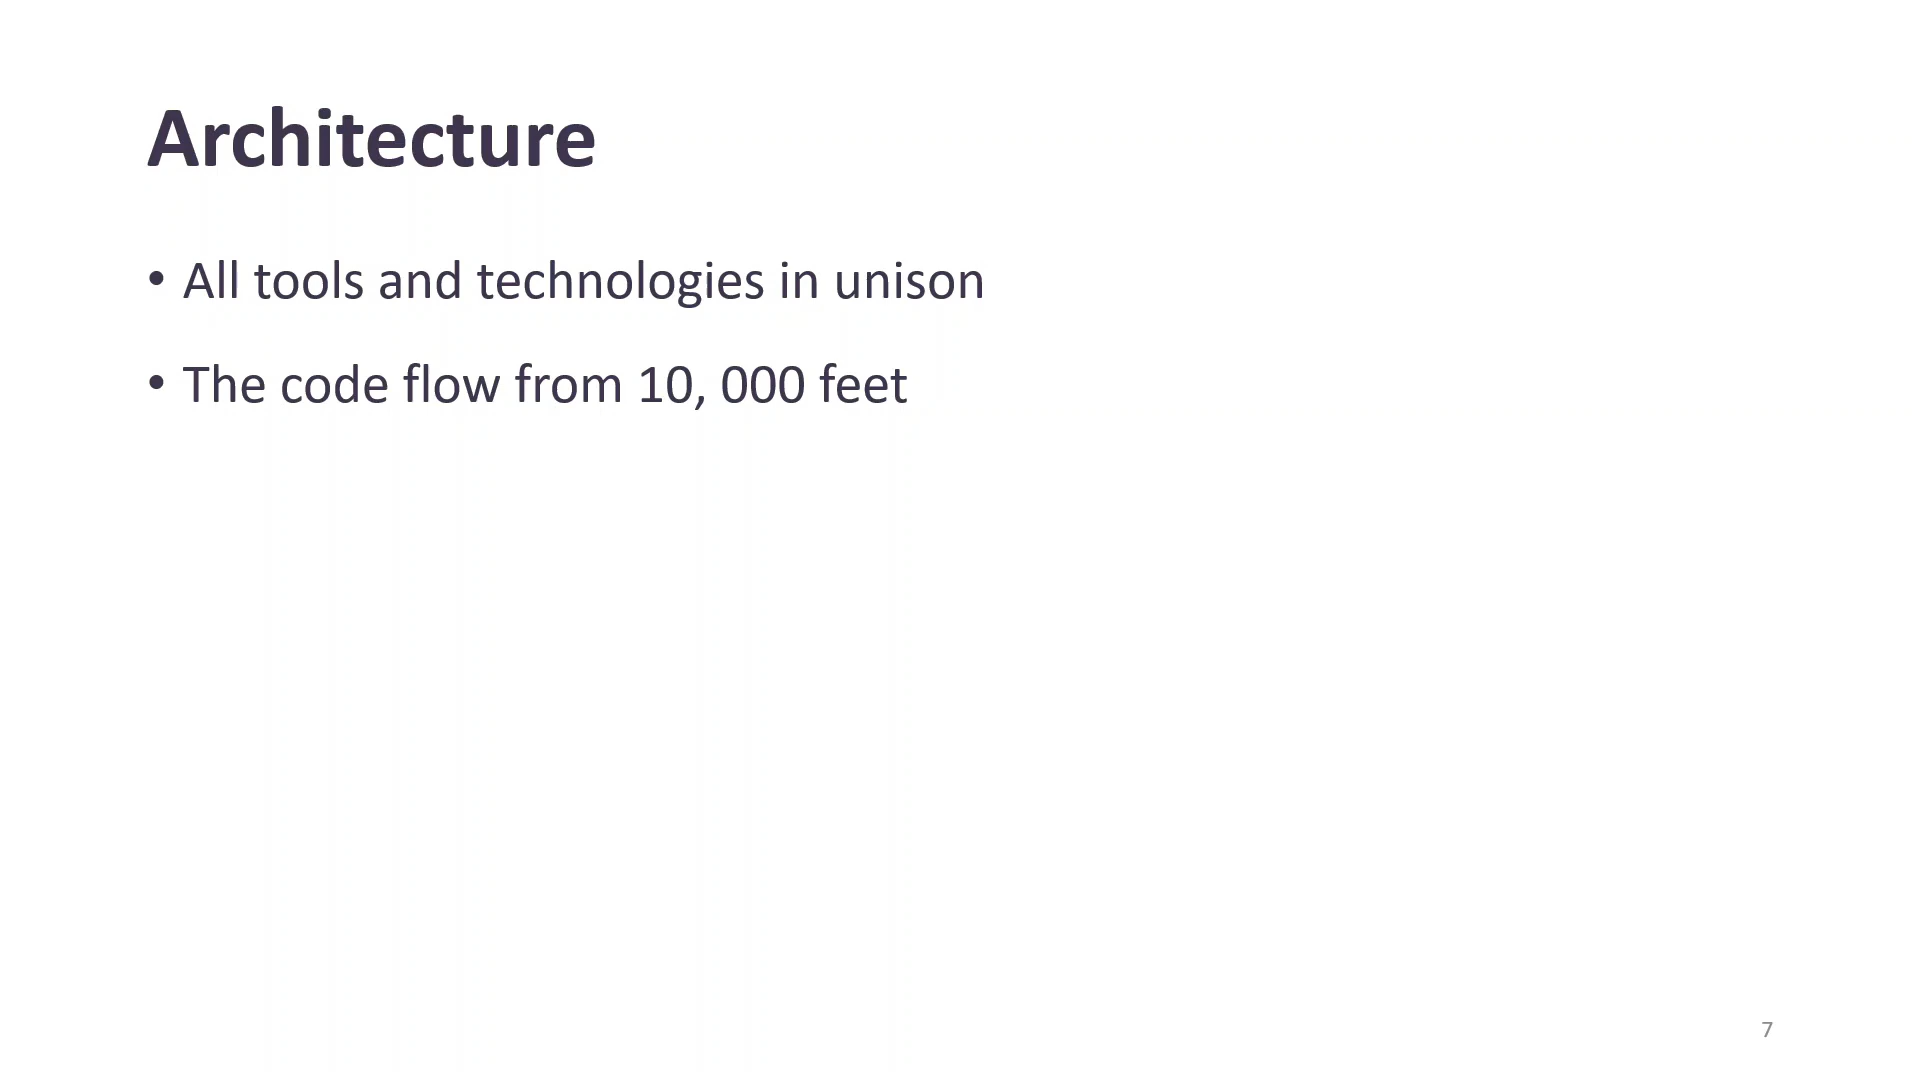 Architecture
• All tools and technologies in unison
• The code flow from 10, 000 feet
7